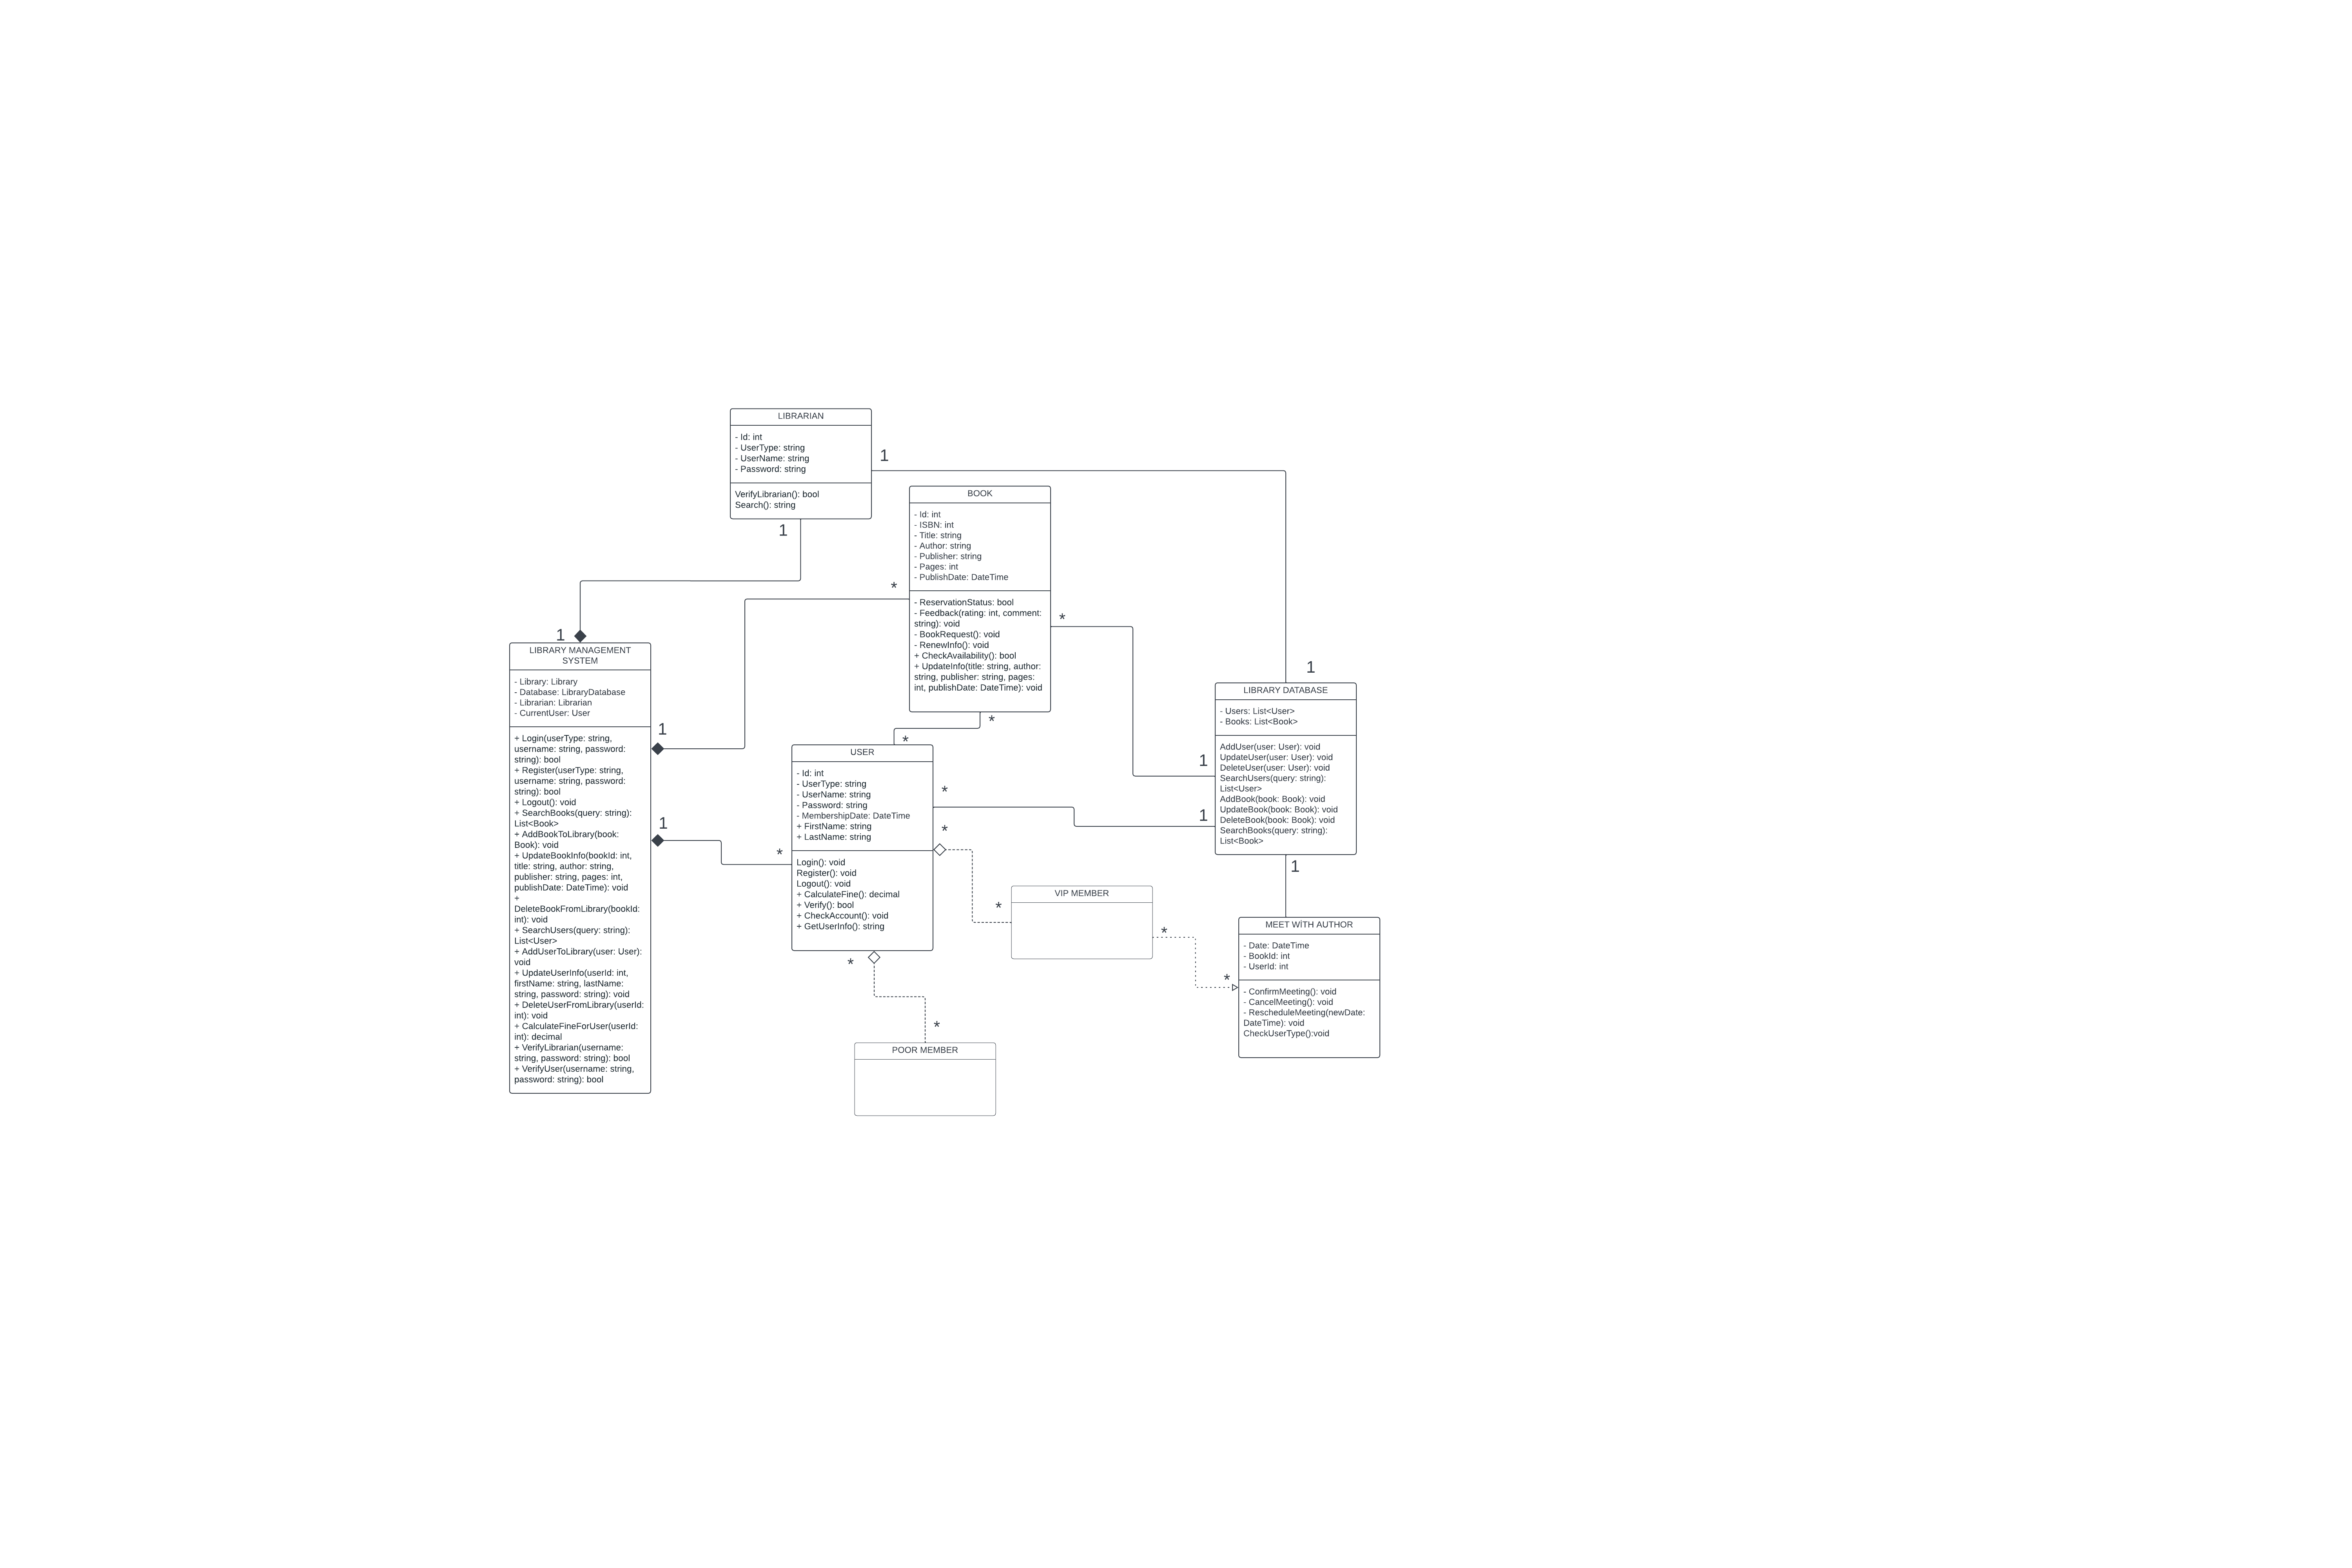 LIBRARIAN
- Id: int
- UserType: string
- UserName: string
- Password: string
VerifyLibrarian(): bool
Search(): string
1
1
1
BOOK
- Id: int
- ISBN: int
- Title: string
- Author: string
- Publisher: string
- Pages: int
- PublishDate: DateTime
- ReservationStatus: bool
- Feedback(rating: int, comment:
string): void
- BookRequest(): void
- RenewInfo(): void
+ CheckAvailability(): bool
+ UpdateInfo(title: string, author:
string, publisher: string, pages:
int, publishDate: DateTime): void
*
*
*
LIBRARY MANAGEMENT
SYSTEM
- Library: Library
- Database: LibraryDatabase
- Librarian: Librarian
- CurrentUser: User
+ Login(userType: string,
username: string, password:
string): bool
+ Register(userType: string,
username: string, password:
string): bool
+ Logout(): void
+ SearchBooks(query: string):
List<Book>
+ AddBookToLibrary(book:
Book): void
+ UpdateBookInfo(bookId: int,
title: string, author: string,
publisher: string, pages: int,
publishDate: DateTime): void
+
DeleteBookFromLibrary(bookId:
int): void
+ SearchUsers(query: string):
List<User>
+ AddUserToLibrary(user: User):
void
+ UpdateUserInfo(userId: int,
firstName: string, lastName:
string, password: string): void
+ DeleteUserFromLibrary(userId:
int): void
+ CalculateFineForUser(userId:
int): decimal
+ VerifyLibrarian(username:
string, password: string): bool
+ VerifyUser(username: string,
password: string): bool
1
1
*
*
USER
- Id: int
- UserType: string
- UserName: string
- Password: string
- MembershipDate: DateTime
+ FirstName: string
+ LastName: string
Login(): void
Register(): void
Logout(): void
+ CalculateFine(): decimal
+ Verify(): bool
+ CheckAccount(): void
+ GetUserInfo(): string
*
*
*
1
LIBRARY DATABASE
- Users: List<User>
- Books: List<Book>
AddUser(user: User): void
UpdateUser(user: User): void
DeleteUser(user: User): void
SearchUsers(query: string):
List<User>
AddBook(book: Book): void
UpdateBook(book: Book): void
DeleteBook(book: Book): void
SearchBooks(query: string):
List<Book>
1
1
1
*
VIP MEMBER
*
*
MEET WİTH AUTHOR
- Date: DateTime
- BookId: int
- UserId: int
- ConfirmMeeting(): void
- CancelMeeting(): void
- RescheduleMeeting(newDate:
DateTime): void
CheckUserType():void
*
POOR MEMBER